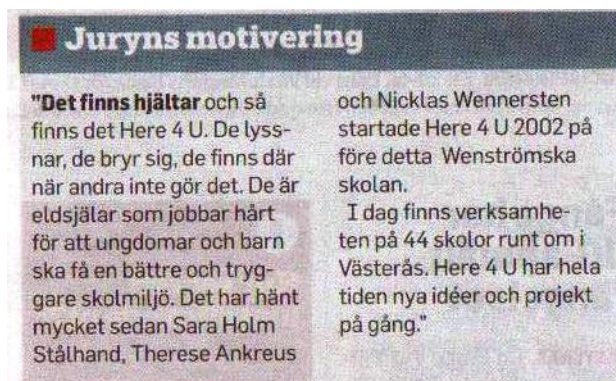 Juryns motivering
"Det finns hjältar och så
finns det Here 4 U. De lyss-
nar, de bryr sig, de finns där
när andra inte gör det. De är
eldsjälar som jobbar hårt
för att ungdomar och barn
ska få en bättre och tryg-
gare skolmiljö. Det har hänt
mycket sedan Sara Holm
Stålhand, Therese Ankreus
och Nicklas Wennersten
startade Here 4 U 2002 på
före detta Wenströmska
skolan.
I dag finns verksamhe-
ten på 44 skolor runt om i
Västerås. Here 4 U har hela
tiden nya idéer och projekt
på gång."